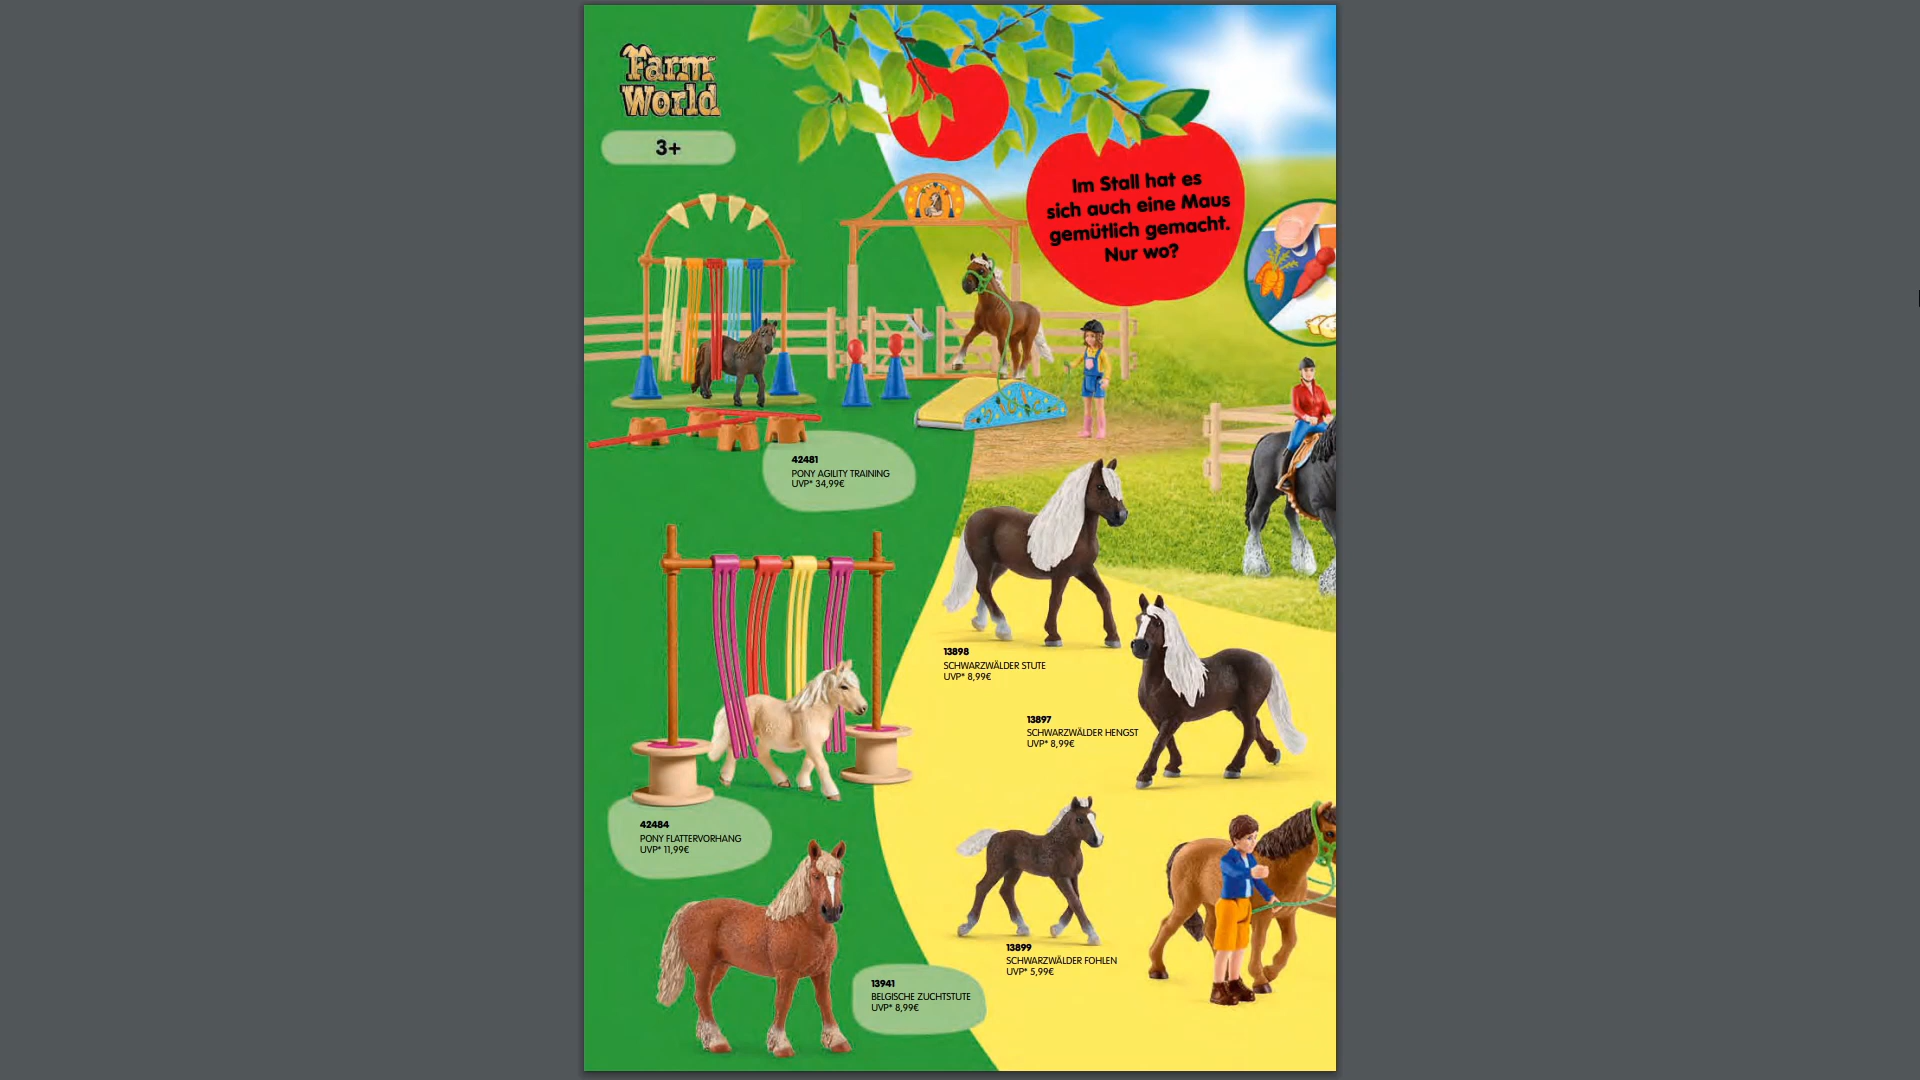 Farm
World
3+
Im Stall hat es
sich auch eine Maus
gemütlich gemacht.
Nur wo?
42481
PONY AGILITY TRAINING
UVP* 34,99€
13898
SCHWARZWÄLDER STUTE
UVP* 8,99€
13897
SCHWARZWÄLDER HENGST
UVP* 8,99€
42484
PONY FLATTERVORHANG
UVP* 11,99€
13899
SCHWARZWÄLDER FOHLEN
UVP* 5,99€
13941
BELGISCHE ZUCHTSTUTE
UVP* 8,99€